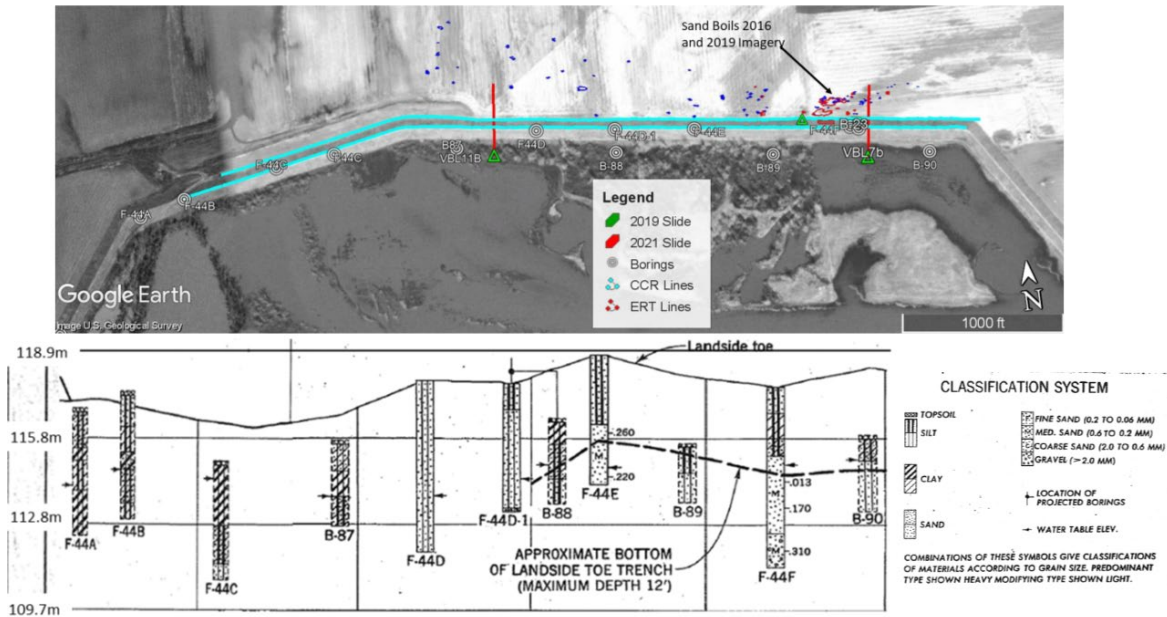 Sand Boils 2016
and 2019 Imagery
F-44A
F-44B
F-44C
F-44C
B87
VBL11B
F44D
F-44D-1
B-88
F-44E
B-89
F-44F
VBL7b
B-90
Legend
2019 Slide
2021 Slide
Borings
CCR Lines
ERT Lines
N
Google Earth
Image U.S. Geological Survey
1000 ft
118.9m
115.8m
112.8m
109.7m
Landside toe
F-44A
F-44B
F-44C
B-87
F-44D
F-44D-1
B-88
F-44E
B-89
F-44F
B-90
.260
.220
.013
.170
.310
M
M
M
APPROXIMATE BOTTOM
OF LANDSIDE TOE TRENCH
(MAXIMUM DEPTH 12')
CLASSIFICATION SYSTEM
TOPSOIL
SILT
CLAY
SAND
FINE SAND (0.2 TO 0.06 MM)
MED. SAND (0.6 TO 0.2 MM)
COARSE SAND (2.0 TO 0.6 MM)
GRAVEL (> 2.0 MM)
LOCATION OF
PROJECTED BORINGS
WATER TABLE ELEV.
COMBINATIONS OF THESE SYMBOLS GIVE CLASSIFICATIONS
OF MATERIALS ACCORDING TO GRAIN SIZE. PREDOMINANT
TYPE SHOWN HEAVY MODIFYING TYPE SHOWN LIGHT.